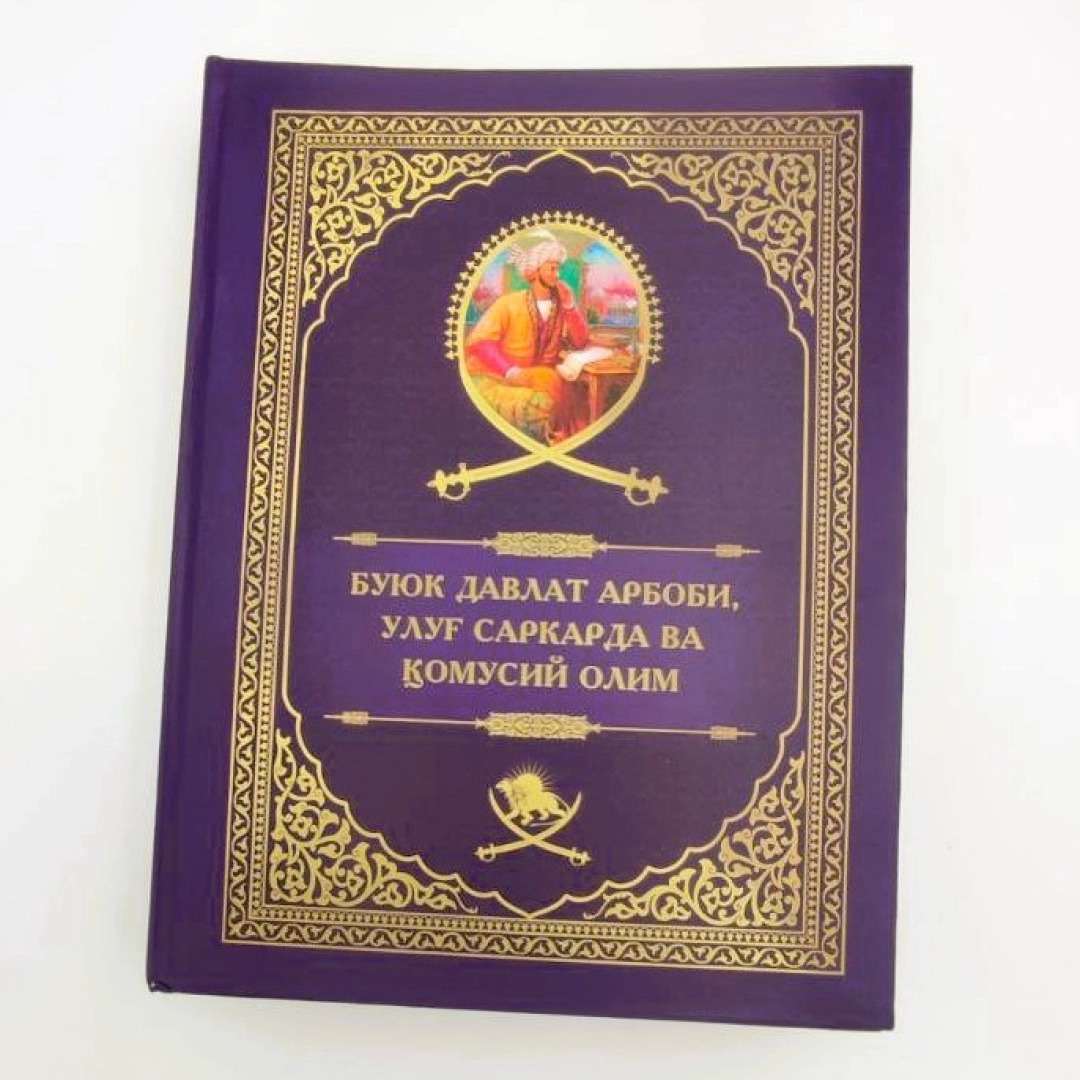 БУЮК ДАВЛАТ АРБОБИ,
УЛУҒ САРКАРДА ВА
ҚОМУСИЙ ОЛИМ